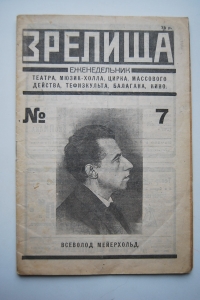 ЗРЕЛИЩА
ЕЖЕНЕДЕЛЬНИК
ТЕАТРА, МЮЗИК-ХОЛЛА, ЦИРКА, МАССОВОГО
ДЕЙСТВА, ТЕФИЗКУЛЬТА, БАЛАГАНА, КИНО.
№ 7
ВСЕВОЛОД МЕЙЕРХОЛЬД.